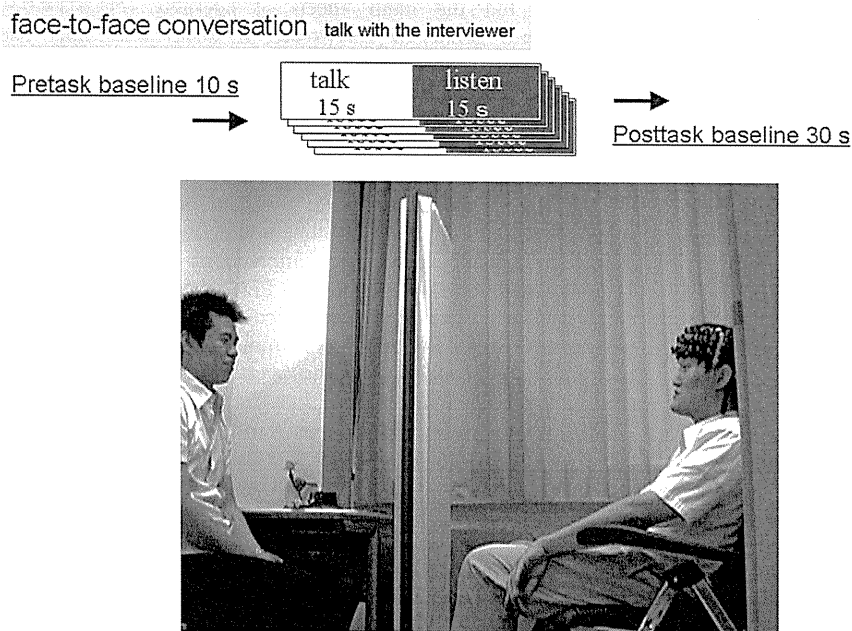 face-to-face conversation talk with the interviewer
Pretask baseline 10 s
talk listen
15 s 15 s
Posttask baseline 30 s